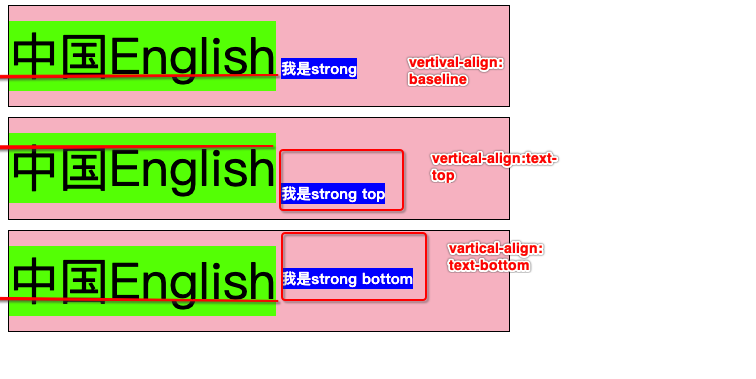 中国English 我是strong vertival-align:
baseline
中国English 我是strong top vertical-align:text-
top
中国English 我是strong bottom vartical-align:
text-bottom